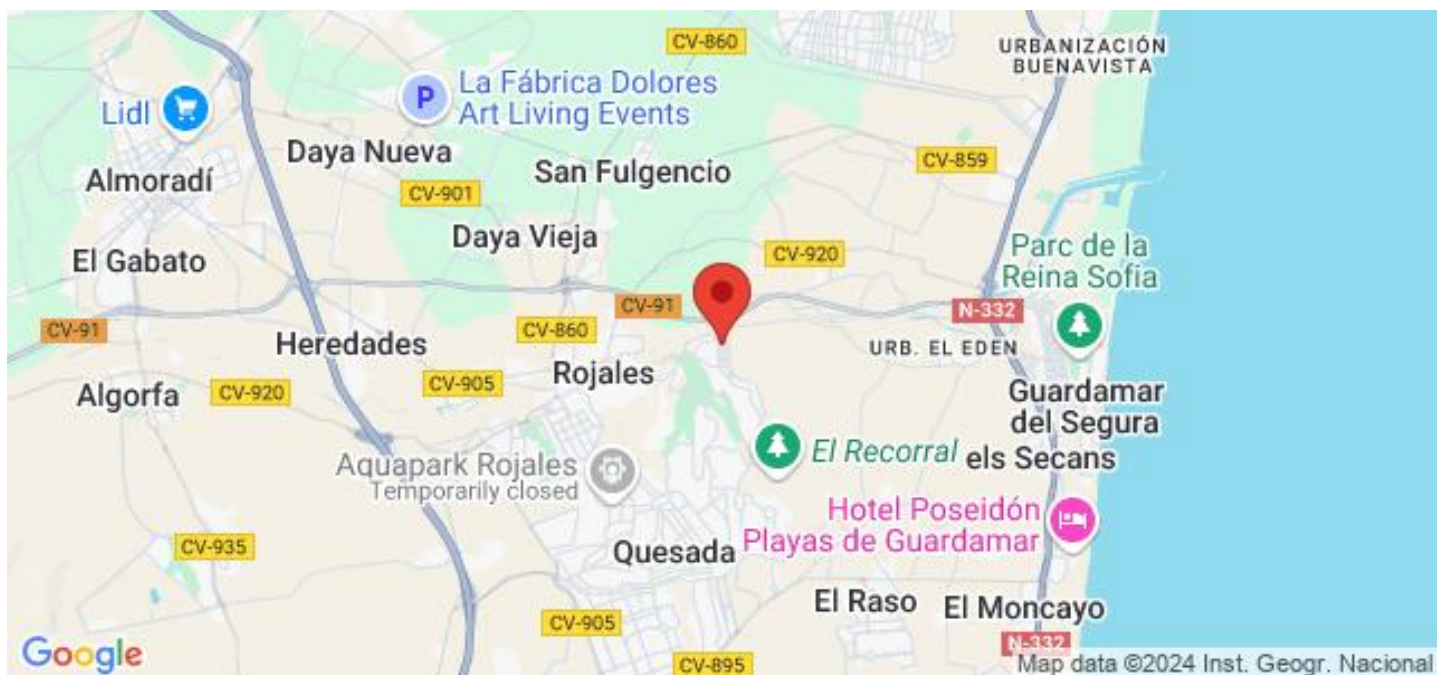 CV-860
URBANIZACIÓN
BUENAVISTA
La Fábrica Dolores
Art Living Events
P
Lidl
Daya Nueva
San Fulgencio
CV-859
Almoradí
CV-901
Daya Vieja
CV-920
Parc de la
Reina Sofia
El Gabato
CV-91
N-332
CV-91
CV-860
Heredades
URB. EL EDEN
Rojales
CV-905
Algorfa
CV-920
Guardamar
del Segura
El Recorral
els Secans
Aquapark Rojales
Temporarily closed
Hotel Poseidón
Playas de Guardamar
CV-935
Quesada
El Raso
El Moncayo
CV-905
N-332
Google
CV-895
Map data ©2024 Inst. Geogr. Nacional